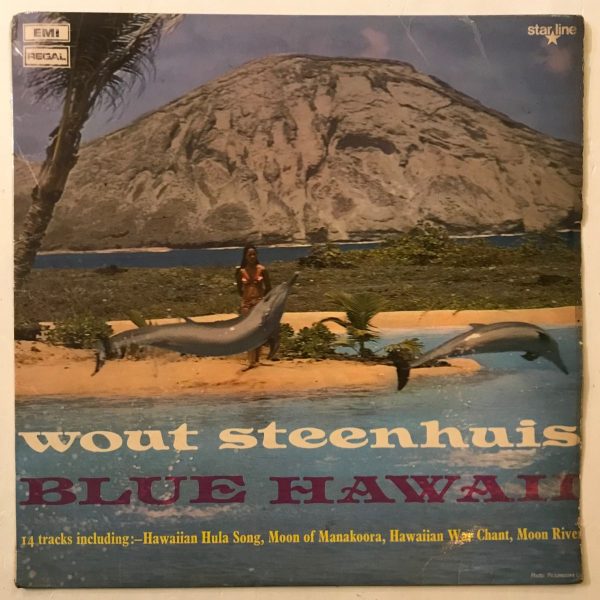 EMI
REGAL
starline
wout steenhuis
BLUE HAWAII
14 tracks including:–Hawaiian Hula Song, Moon of Manakoora, Hawaiian War Chant, Moon River
Photo